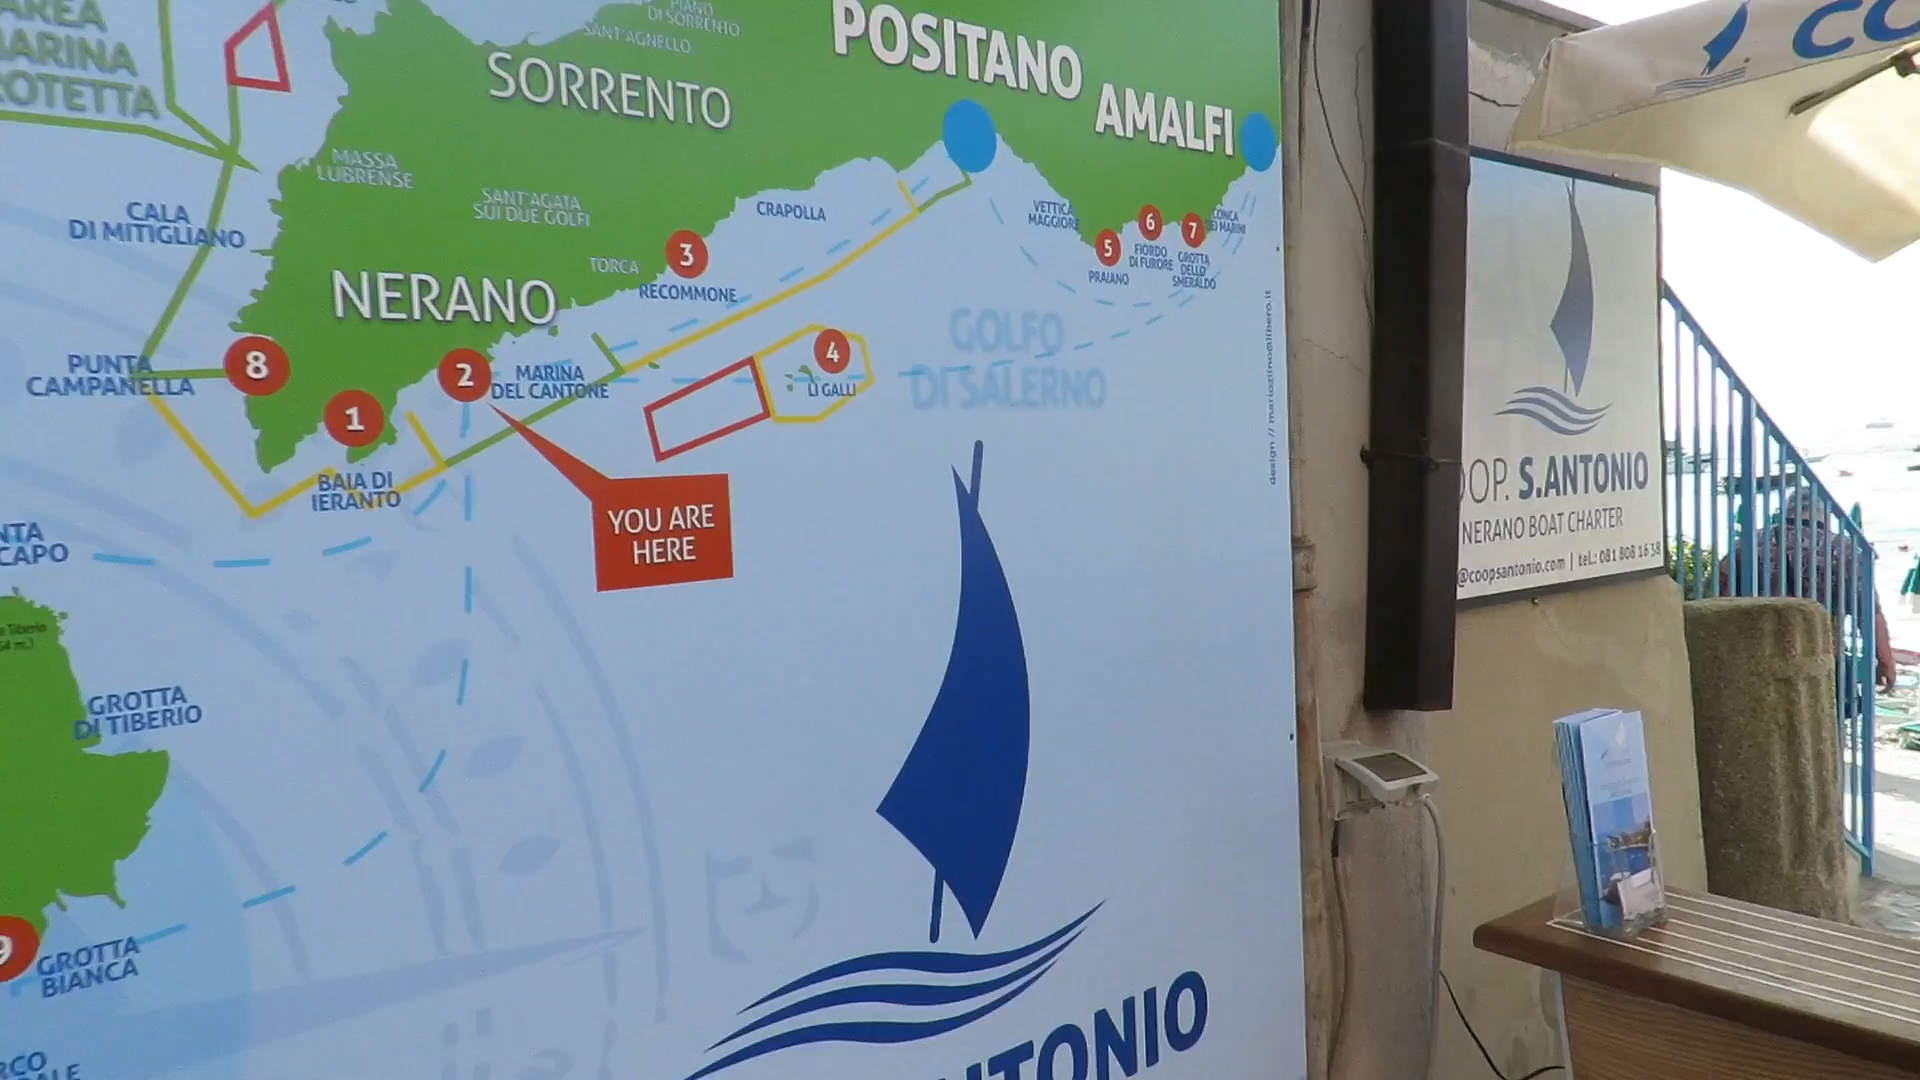 MARINA
SORRENTO
POSITANO
AMALFI
PIANO
DI SORRENTO
SANT'AGNELLO
MASSA
LUBRENSE
SANT'AGATA
SUI DUE GOLFI
CALA
DI MITIGLIANO
CRAPOLLA
TORCA
3
RECOMMONE
NERANO
VETTICA
MAGGIORE
5
PRAIANO
6
FIORDO
DI FURORE
7
GROTTA
DELLO
SMERALDO
CONCA
DEI MARINI
PUNTA
CAMPANELLA
8
1
2
MARINA
DEL CANTONE
4
LI GALLI
GOLFO
DI SALERNO
BAIA DI
IERANTO
YOU ARE
HERE
GROTTA
DI TIBERIO
9
GROTTA
BIANCA
design // mariozlinomlibero.it
S.ANTONIO
NERANO BOAT CHARTER
@coopsantonio.com | tel.: 081 808 16 38